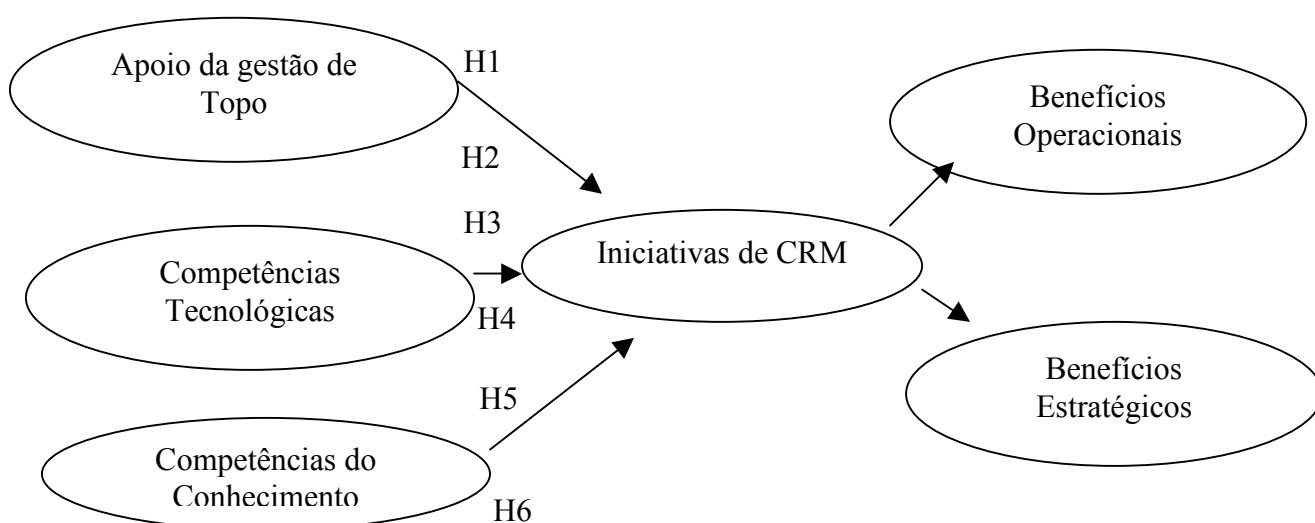 Apoio da gestão de
Topo
H1
H2
Competências
Tecnológicas
H3
H4
Competências do
Conhecimento
H5
H6
Iniciativas de CRM
Benefícios
Operacionais
Benefícios
Estratégicos